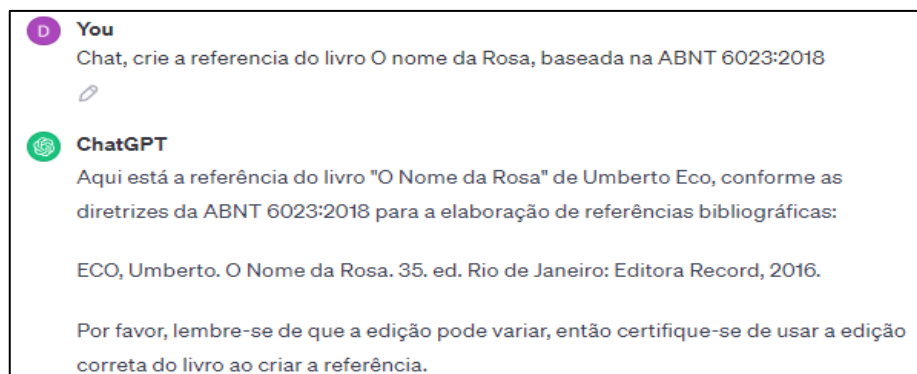 D You
Chat, crie a referencia do livro O nome da Rosa, baseada na ABNT 6023:2018
ChatGPT
Aqui está a referência do livro "O Nome da Rosa" de Umberto Eco, conforme as
diretrizes da ABNT 6023:2018 para a elaboração de referências bibliográficas:
ECO, Umberto. O Nome da Rosa. 35. ed. Rio de Janeiro: Editora Record, 2016.
Por favor, lembre-se de que a edição pode variar, então certifique-se de usar a edição
correta do livro ao criar a referência.